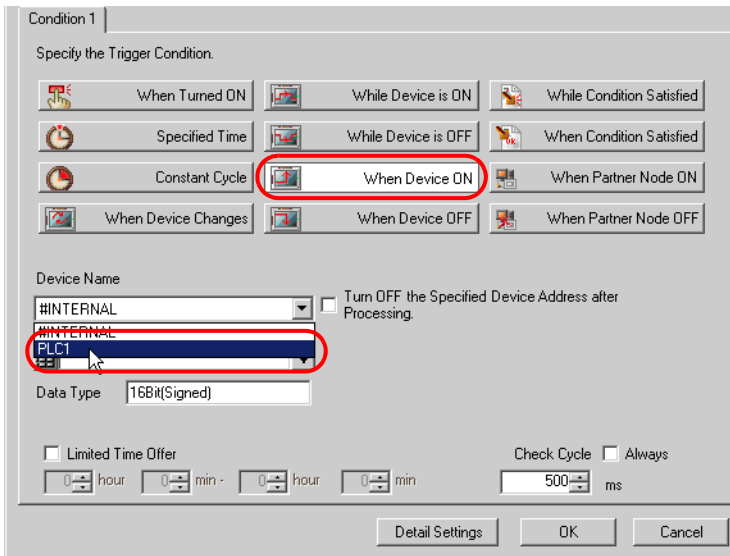 Condition 1
Specify the Trigger Condition.
When Turned ON While Device is ON While Condition Satisfied
Specified Time While Device is OFF When Condition Satisfied
Constant Cycle When Device ON When Partner Node ON
When Device Changes When Device OFF When Partner Node OFF
Device Name
#INTERNAL Turn OFF the Specified Device Address after
Processing.
#INTERNAL
PLC1
Data Type 16Bit(Signed)
Limited Time Offer Check Cycle Always
0 hour 0 min - 0 hour 0 min 500 ms
Detail Settings OK Cancel